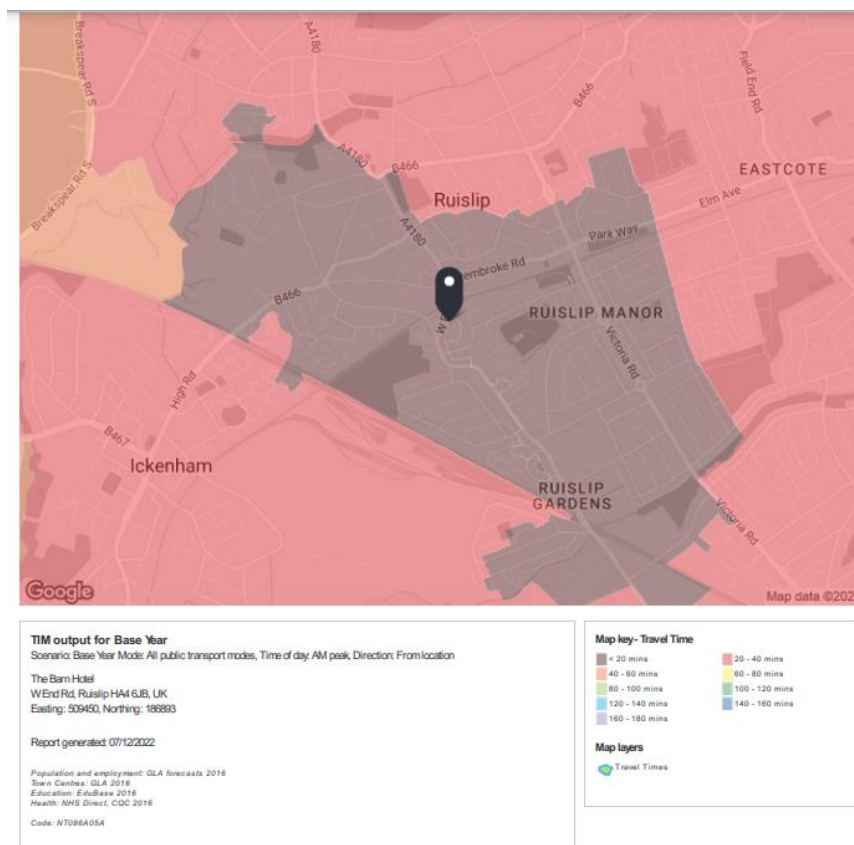 A4180
Breakspear Rd S
B466
Field End Rd
A4180
B466
EASTCOTE
Breakspear Rd S
Ruislip
Elm Ave
A4180
Park Way
embroke Rd
B466
W E
RUISLIP MANOR
Victoria Rd
High Rd
B467
Ickenham
RUISLIP
GARDENS
Victoria Rd
Google
Map data ©202
TIM output for Base Year
Scenario: Base Year Mode: All public transport modes, Time of day: AM peak, Direction: From location
The Barn Hotel
W End Rd, Ruislip HA4 6JB, UK
Easting: 509450, Northing: 186893
Report generated: 07/12/2022
Population and employment: GLA forecasts 2016
Town Centres: GLA 2016
Education: EduBase 2016
Health: NHS Direct, CQC 2016
Code: NT086A05A
Map key- Travel Time
< 20 mins
20 - 40 mins
40 - 60 mins
60 - 80 mins
80 - 100 mins
100 - 120 mins
120 - 140 mins
140 - 160 mins
160 - 180 mins
Map layers
Travel Times